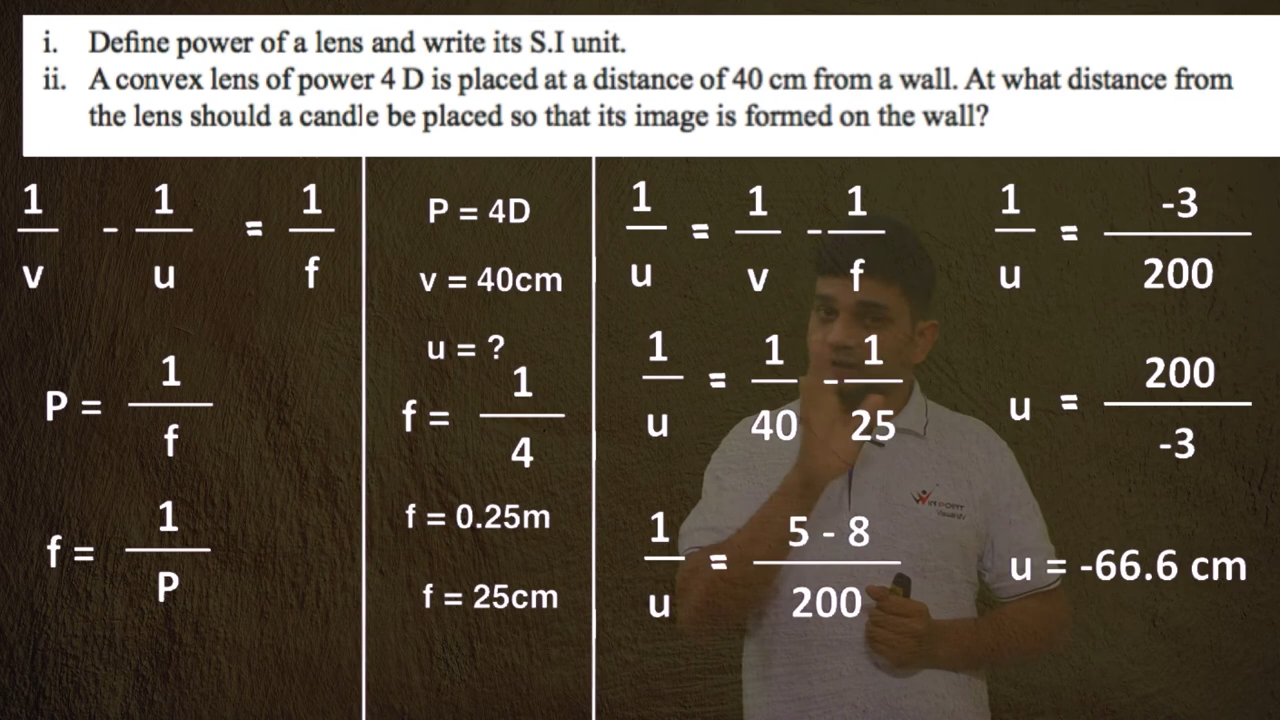 i. Define power of a lens and write its S.I unit.
ii. A convex lens of power 4 D is placed at a distance of 40 cm from a wall. At what distance from
the lens should a candle be placed so that its image is formed on the wall?
1/v - 1/u = 1/f
P = 1/f
f = 1/P
P = 4D
v = 40cm
u = ?
f = 1/4
f = 0.25m
f = 25cm
1/u = 1/v - 1/f
1/u = 1/40 - 1/25
1/u = 5 - 8/200
1/u = -3/200
u = 200/-3
u = -66.6 cm